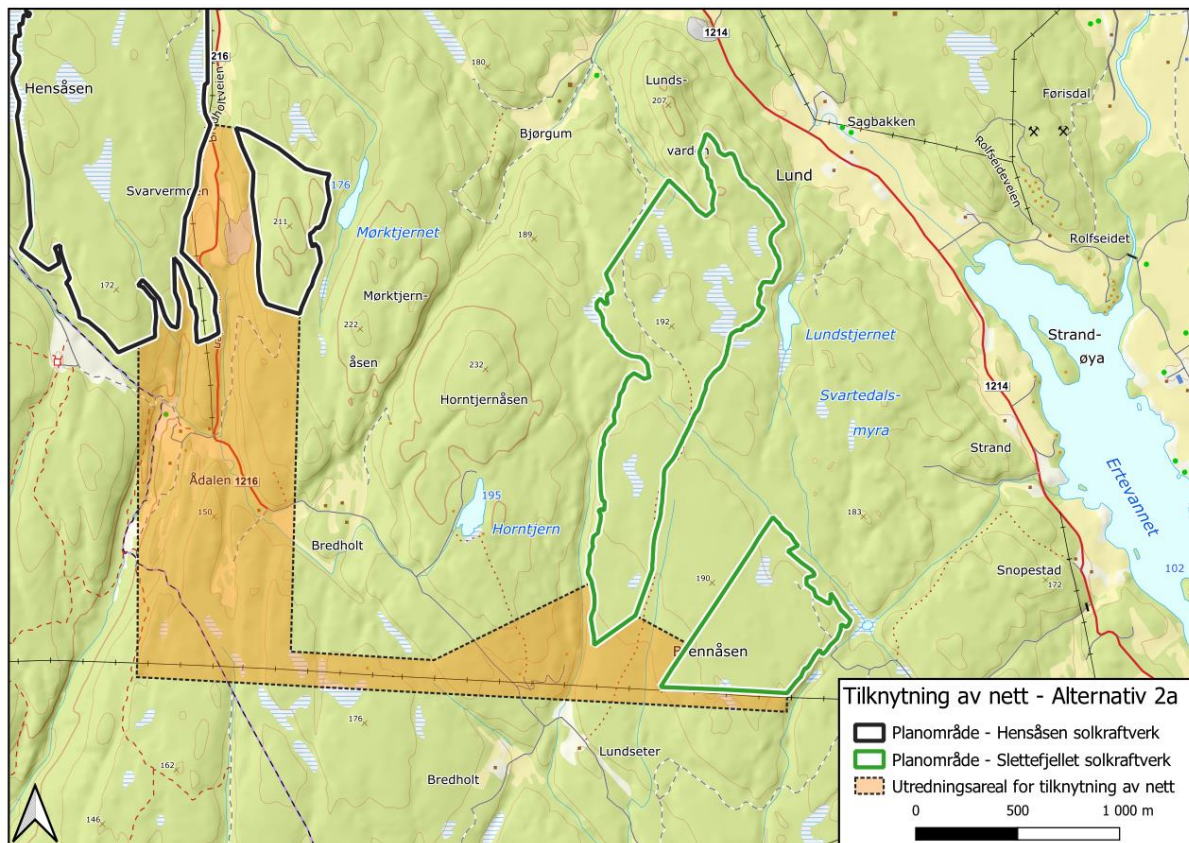 1214
216
180
Hensåsen
Lunds-
207
Førisdal
Sagbakken
Bjørgum
varden
Lund
Rolfseideveien
176
Svarvermoen
211
Mørktjernet
189
Rolfseidet
172
Mørktjern-
222
åsen
192
Strand-
øya
Lundstjernet
232
1214
Horntjernåsen
Svartedals-
myra
Strand
Ertevannet
Ådalen 1216
195
150
Horntjern
183
Bredholt
Snopestad
172
102
190
Brennåsen
176
Lundseter
162
Bredholt
146
Tilknytning av nett - Alternativ 2a
Planområde - Hensåsen solkraftverk
Planområde - Slettefjellet solkraftverk
Utredningsareal for tilknytning av nett
0 500 1 000 m